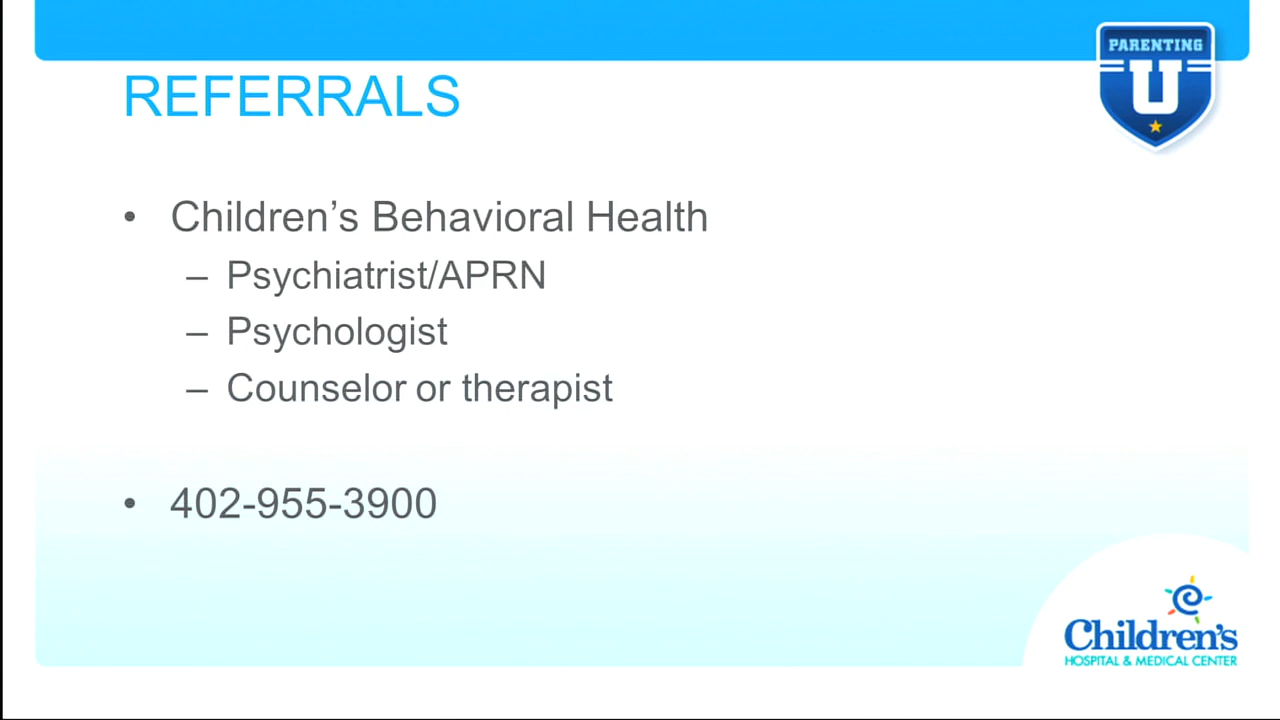 PARENTING
U
REFERRALS
• Children’s Behavioral Health
– Psychiatrist/APRN
– Psychologist
– Counselor or therapist
• 402-955-3900
Children's
HOSPITAL & MEDICAL CENTER